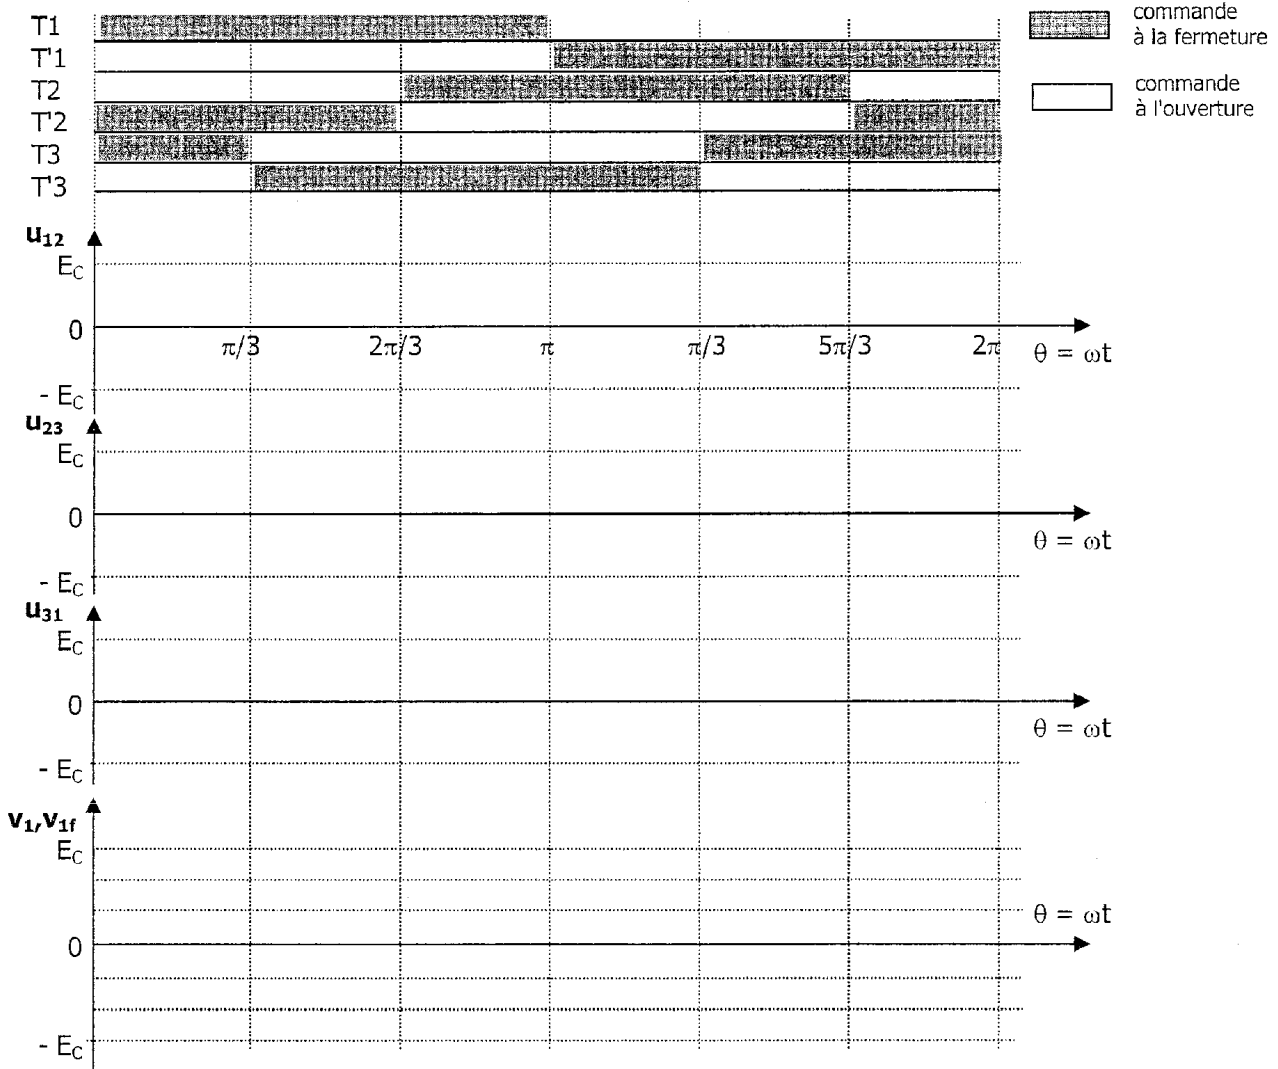 T1
T'1
T2
T'2
T3
T'3
commande
à la fermeture
commande
à l'ouverture
u12
EC
0
π/3 2π/3 π π/3 5π/3 2π θ = ωt
- EC
u23
EC
0
θ = ωt
- EC
u31
EC
0
θ = ωt
- EC
v1,v1f
EC
θ = ωt
0
- EC